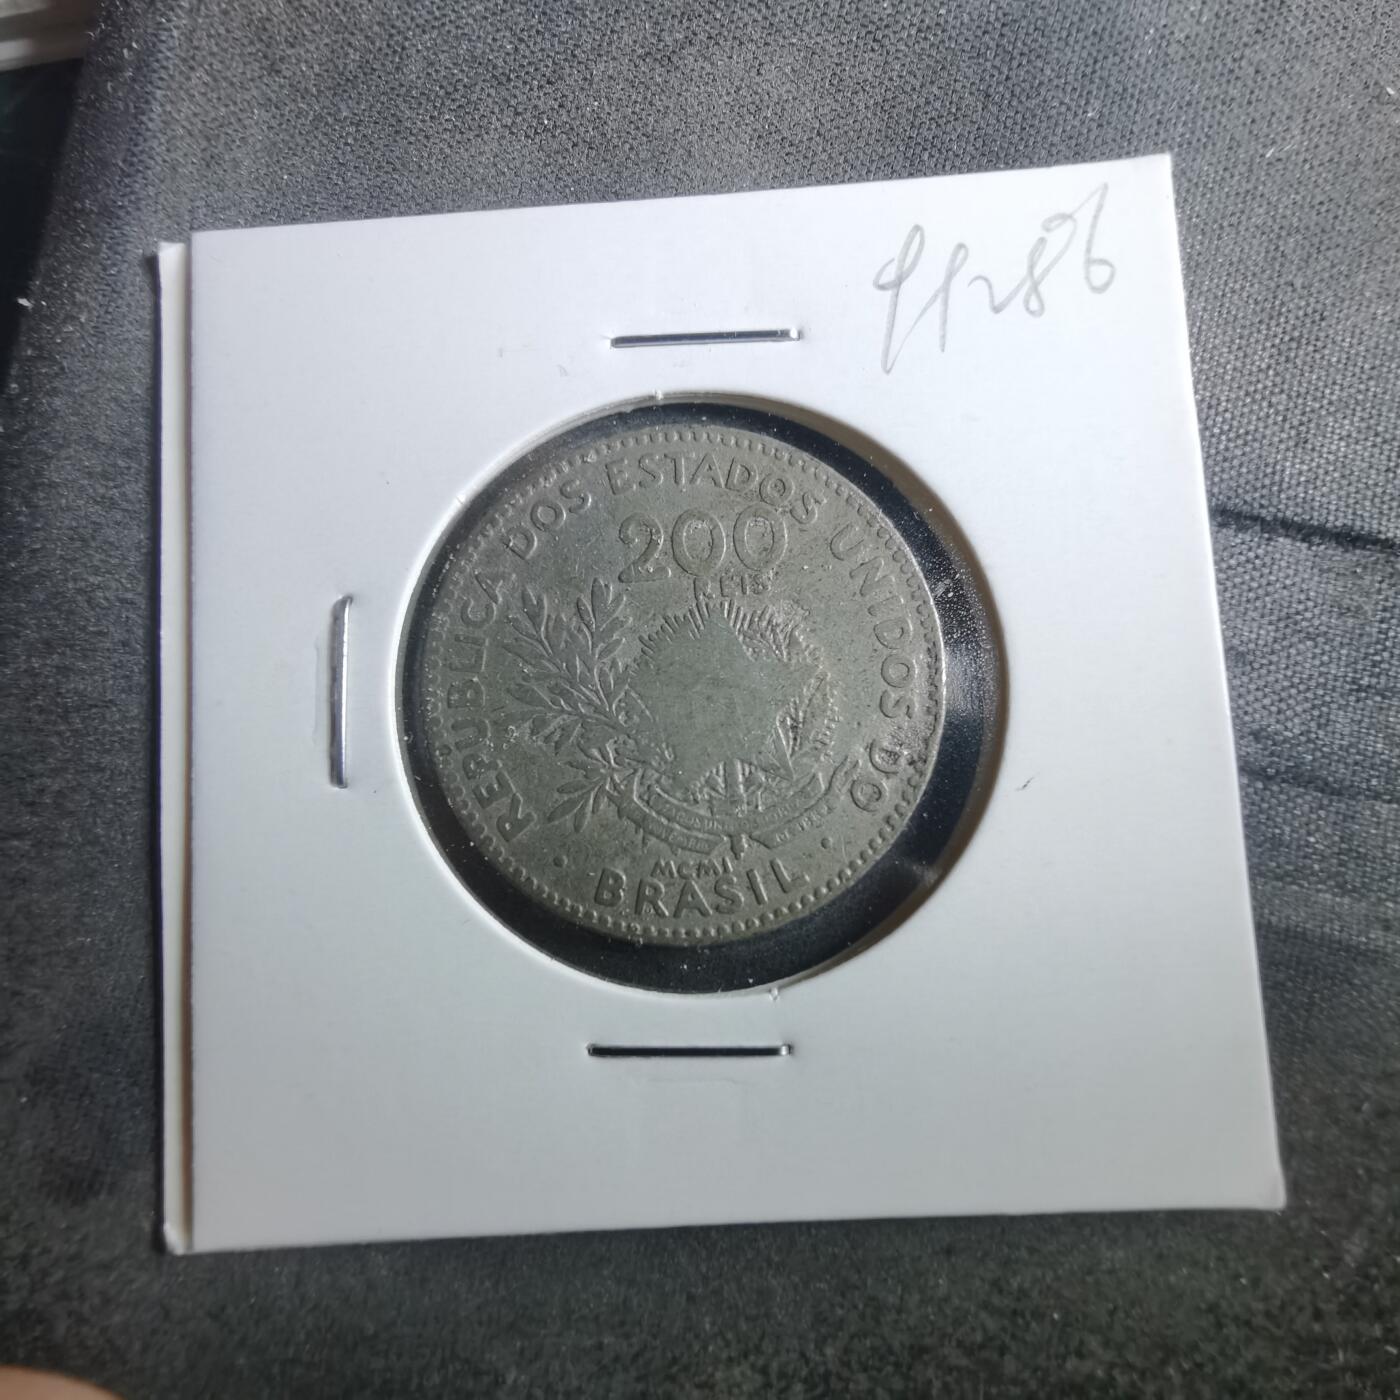 REPUBLICA DOS ESTADOS UNIDOS DO
200
REIS
MCMI
BRASIL